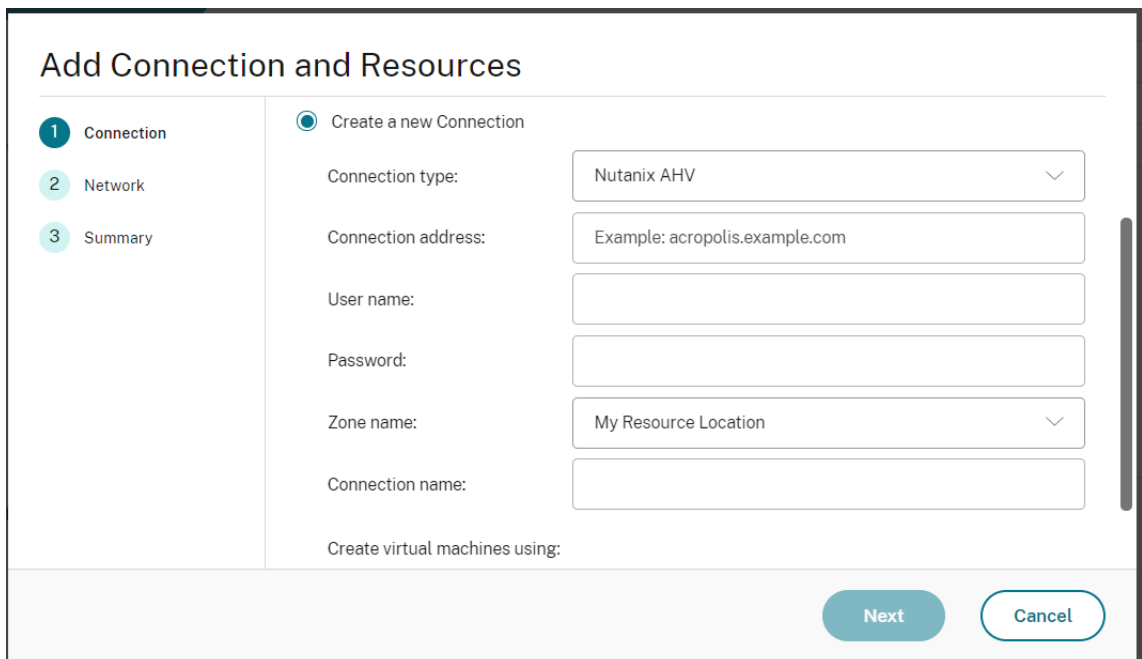 Add Connection and Resources
1 Connection
2 Network
3 Summary
Create a new Connection
Connection type: Nutanix AHV
Connection address: Example: acropolis.example.com
User name:
Password:
Zone name: My Resource Location
Connection name:
Create virtual machines using:
Next Cancel